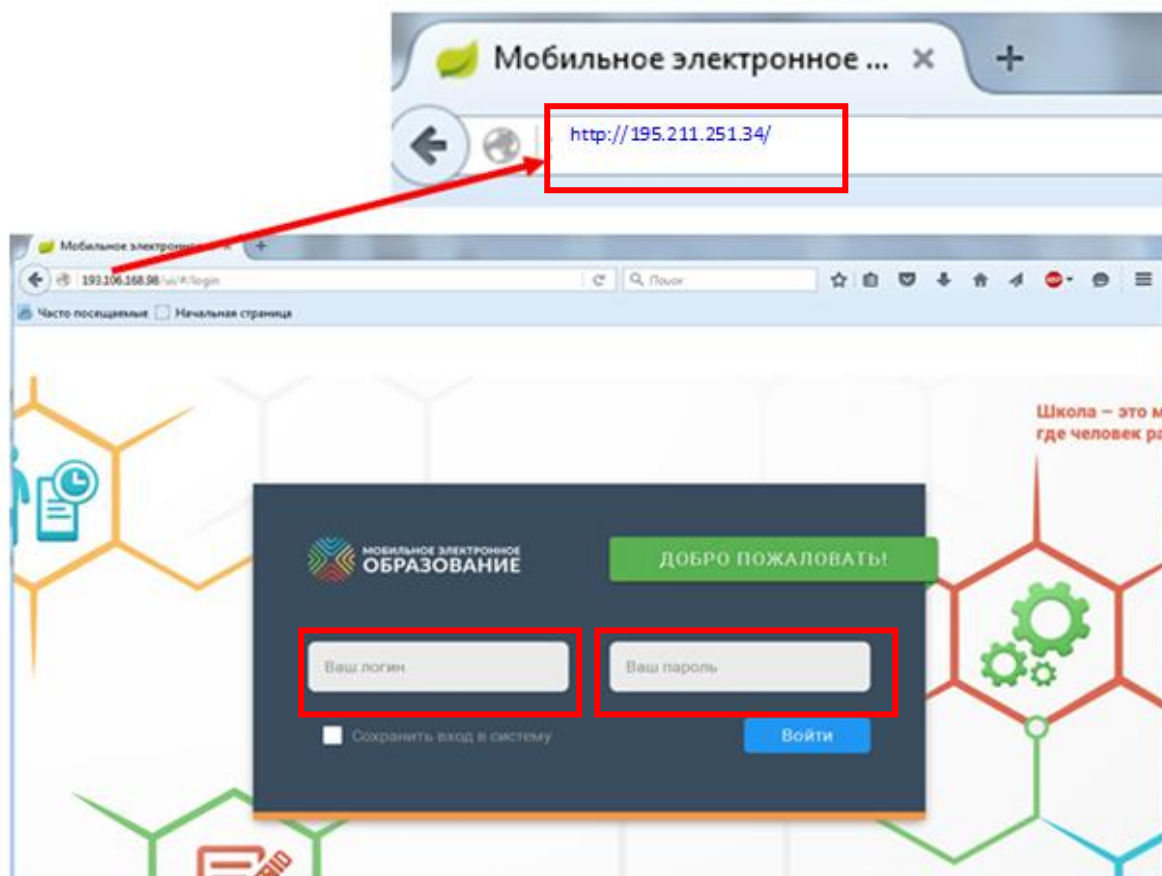 Мобильное электронное ...
http://195.211.251.34/
Мобильное электронное
193.106.168.98/ui/#/login
Поиск
Часто посещаемые
Начальная страница
Школа – это м
где человек ра
МОБИЛЬНОЕ ЭЛЕКТРОННОЕ
ОБРАЗОВАНИЕ
ДОБРО ПОЖАЛОВАТЬ!
Ваш логин
Ваш пароль
Сохранить вход в систему
Войти